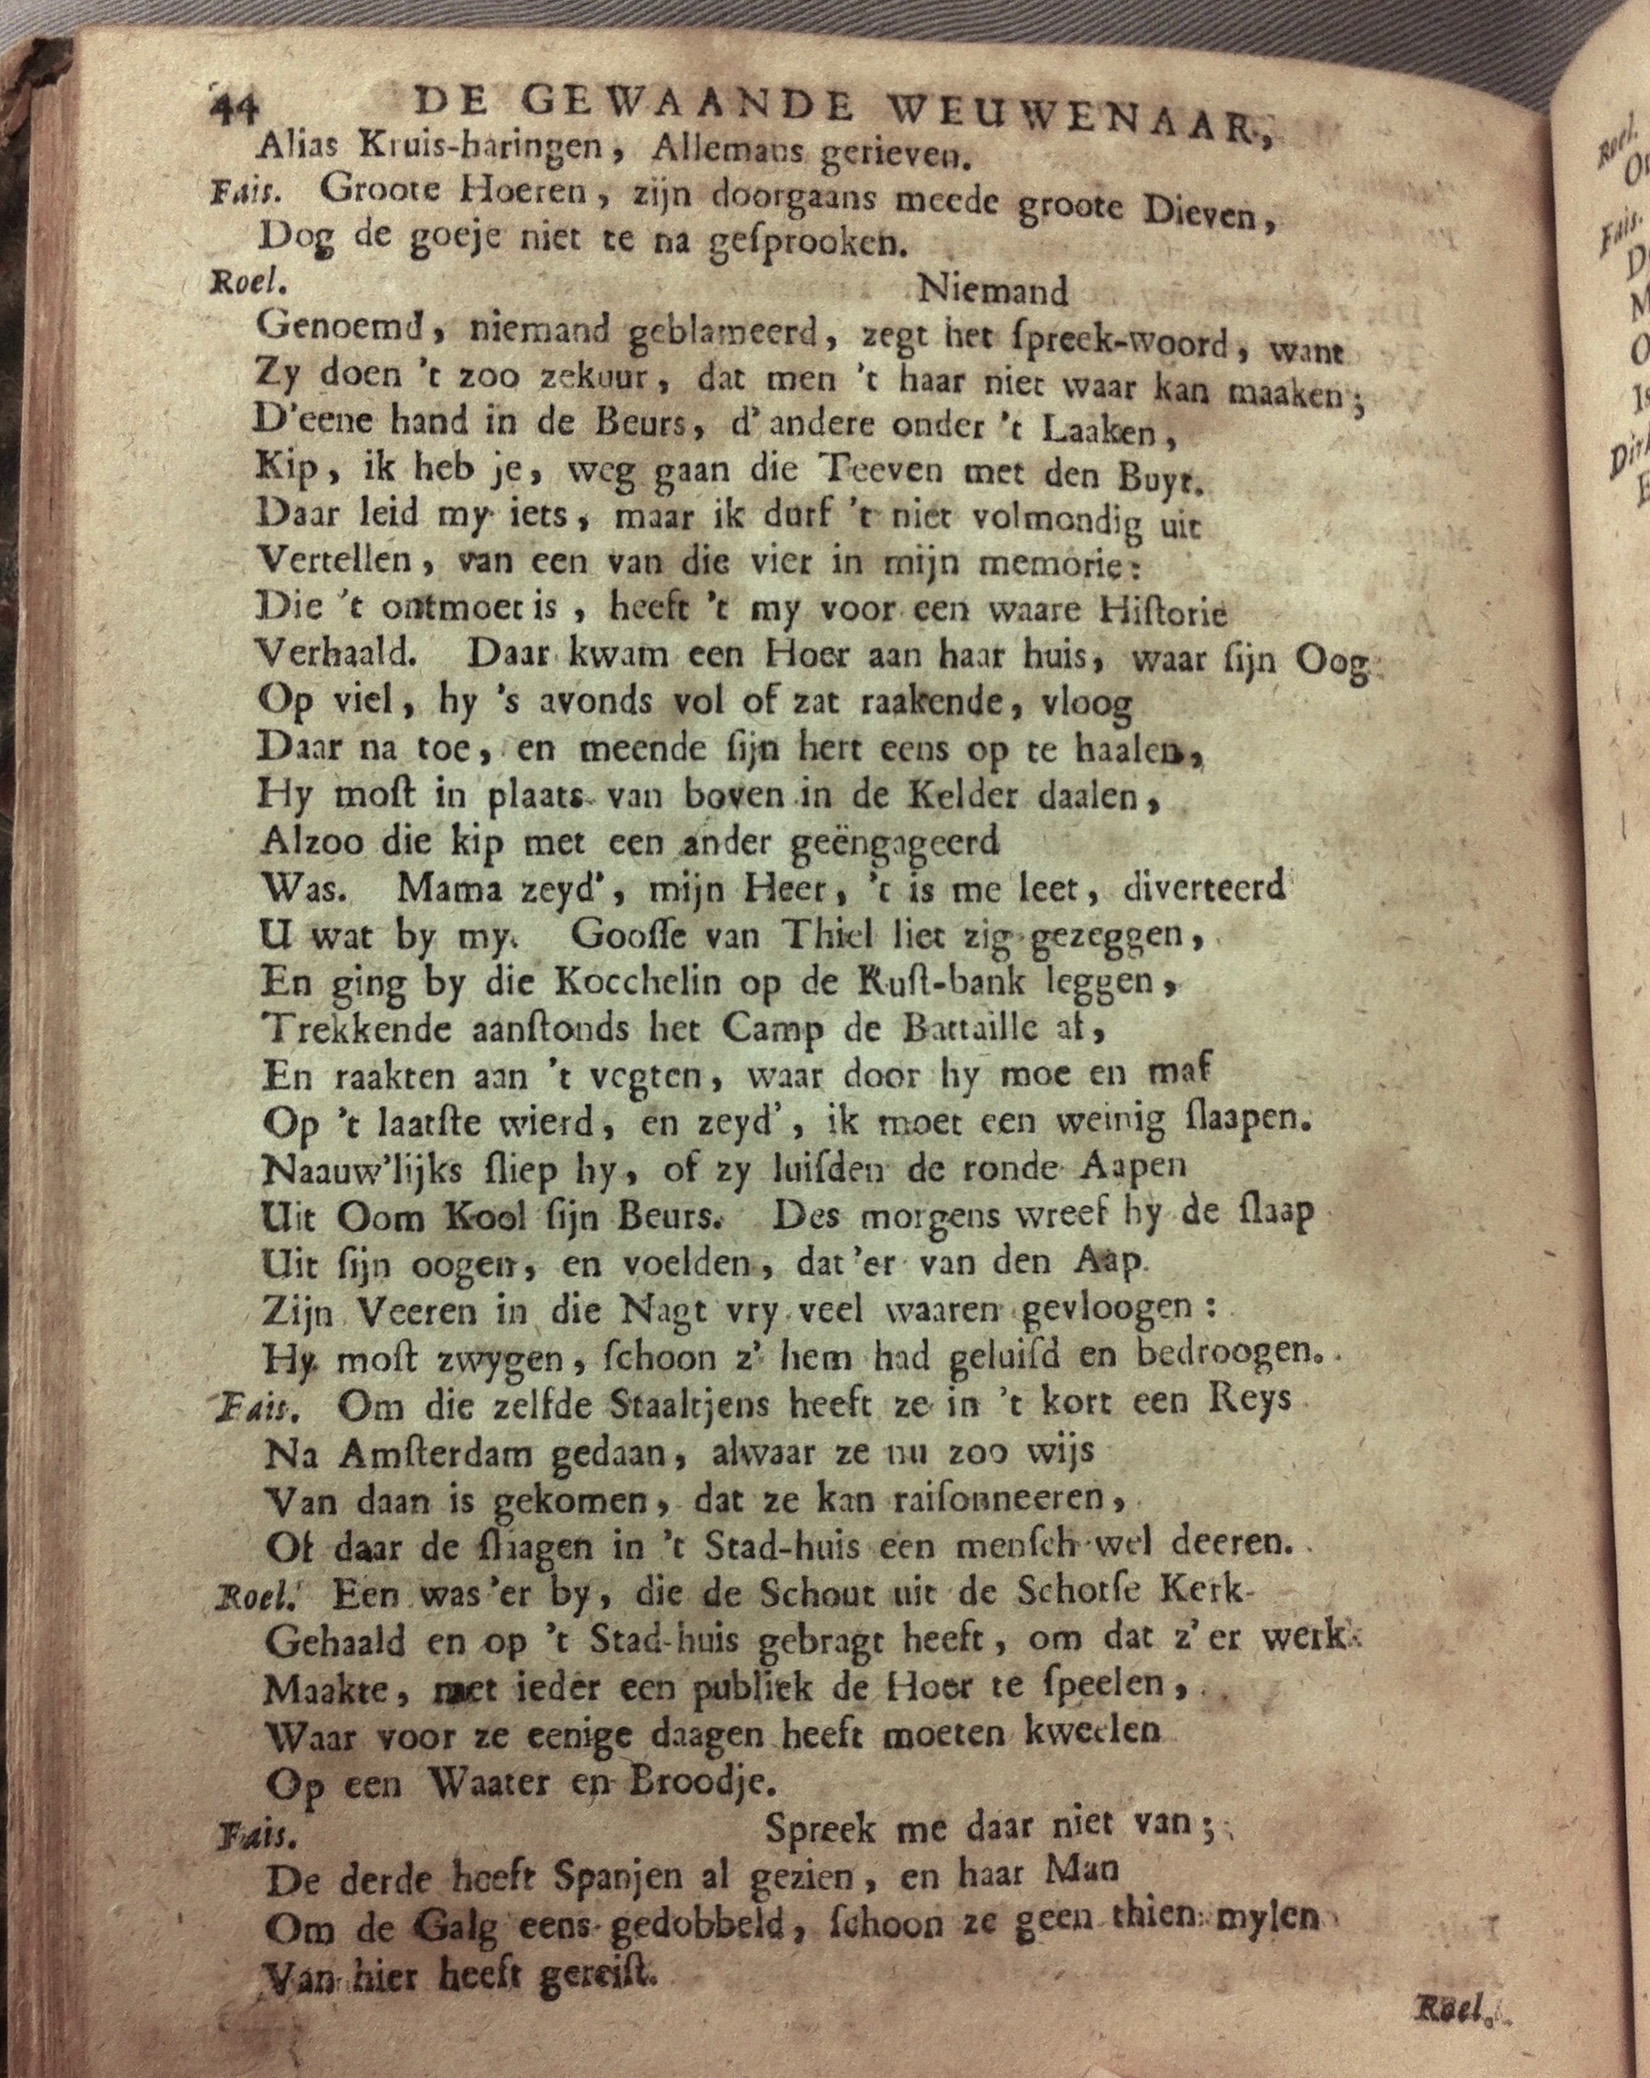 44 DE GEWAANDE WEUWENAAR,
Alias Kruis-haringen, Allemans gerieven.
Fais. Groote Hoeren, zijn doorgaans meede groote Dieven,
Dog de goeje niet te na geſprooken.
Roel. Niemand
Genoemd, niemand geblameerd, zegt het ſpreek-woord, want
Zy doen 't zoo zekuur, dat men 't haar niet waar kan maaken;
D'eene hand in de Beurs, d'andere onder 't Laaken,
Kip, ik heb je, weg gaan die Teeven met den Buyt.
Daar leid my iets, maar ik durf 't niet volmondig uit
Vertellen, van een van die vier in mijn memorie:
Die 't ontmoet is, heeft 't my voor een waare Hiſtorie
Verhaald. Daar kwam een Hoer aan haar huis, waar ſijn Oog
Op viel, hy 's avonds vol of zat raakende, vloog
Daar na toe, en meende ſijn hert eens op te haalen,
Hy moſt in plaats van boven in de Kelder daalen,
Alzoo die kip met een ander geëngageerd
Was. Mama zeyd', mijn Heer, 't is me leet, diverteerd
U wat by my. Gooſſe van Thiel liet zig gezeggen,
En ging by die Kocchelin op de Ruſt-bank leggen,
Trekkende aanſtonds het Camp de Battaille af,
En raakten aan 't vegten, waar door hy moe en maf
Op 't laatſte wierd, en zeyd', ik moet een weinig ſlaapen.
Naauw'lijks ſliep hy, of zy luiſden de ronde Aapen
Uit Oom Kool ſijn Beurs. Des morgens wreef hy de ſlaap
Uit ſijn oogen, en voelden, dat'er van den Aap
Zijn Veeren in die Nagt vry veel waaren gevloogen:
Hy moſt zwygen, ſchoon z' hem had geluiſd en bedroogen.
Fais. Om die zelfde Staaltjens heeft ze in 't kort een Reys
Na Amſterdam gedaan, alwaar ze nu zoo wijs
Van daan is gekomen, dat ze kan raiſonneeren,
Of daar de ſlaagen in 't Stad-huis een menſch wel deeren.
Roel. Een was'er by, die de Schout uit de Schotſe Kerk
Gehaald en op 't Stad-huis gebragt heeft, om dat z'er werk
Maakte, met ieder een publiek de Hoer te ſpeelen,
Waar voor ze eenige daagen heeft moeten kweelen
Op een Waater en Broodje.
Fais. Spreek me daar niet van;
De derde heeft Spanjen al gezien, en haar Man
Om de Galg eens gedobbeld, ſchoon ze geen thien mylen
Van hier heeft gereiſt.
Roel.